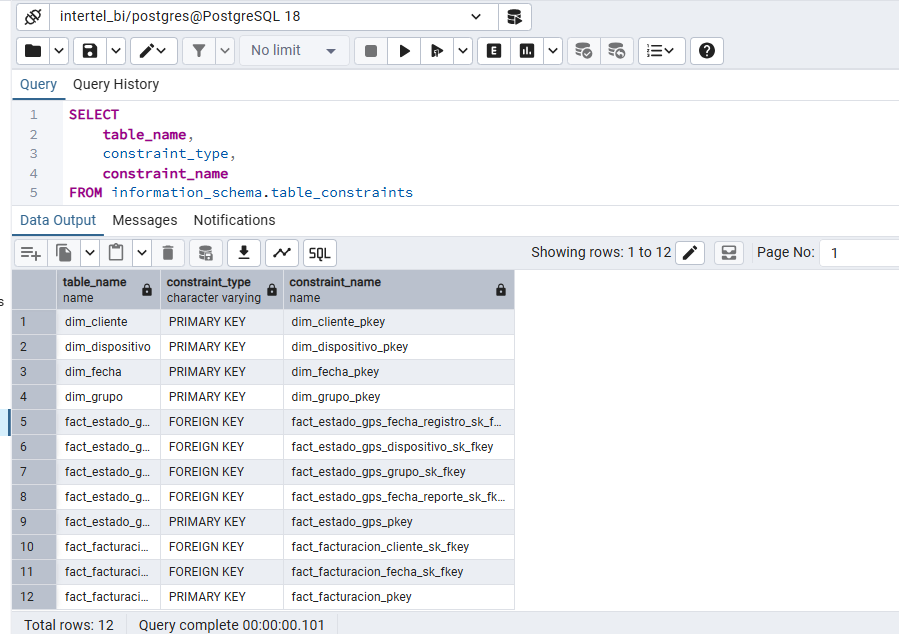 intertel_bi/postgres@PostgreSQL 18
No limit
E
Query Query History
1 SELECT
2 table_name,
3 constraint_type,
4 constraint_name
5 FROM information_schema.table_constraints
Data Output Messages Notifications
SQL Showing rows: 1 to 12 Page No: 1
table_name constraint_type constraint_name
name character varying name
1 dim_cliente PRIMARY KEY dim_cliente_pkey
2 dim_dispositivo PRIMARY KEY dim_dispositivo_pkey
3 dim_fecha PRIMARY KEY dim_fecha_pkey
4 dim_grupo PRIMARY KEY dim_grupo_pkey
5 fact_estado_g... FOREIGN KEY fact_estado_gps_fecha_registro_sk_f...
6 fact_estado_g... FOREIGN KEY fact_estado_gps_dispositivo_sk_fkey
7 fact_estado_g... FOREIGN KEY fact_estado_gps_grupo_sk_fkey
8 fact_estado_g... FOREIGN KEY fact_estado_gps_fecha_reporte_sk_fk...
9 fact_estado_g... PRIMARY KEY fact_estado_gps_pkey
10 fact_facturaci... FOREIGN KEY fact_facturacion_cliente_sk_fkey
11 fact_facturaci... FOREIGN KEY fact_facturacion_fecha_sk_fkey
12 fact_facturaci... PRIMARY KEY fact_facturacion_pkey
Total rows: 12 Query complete 00:00:00.101